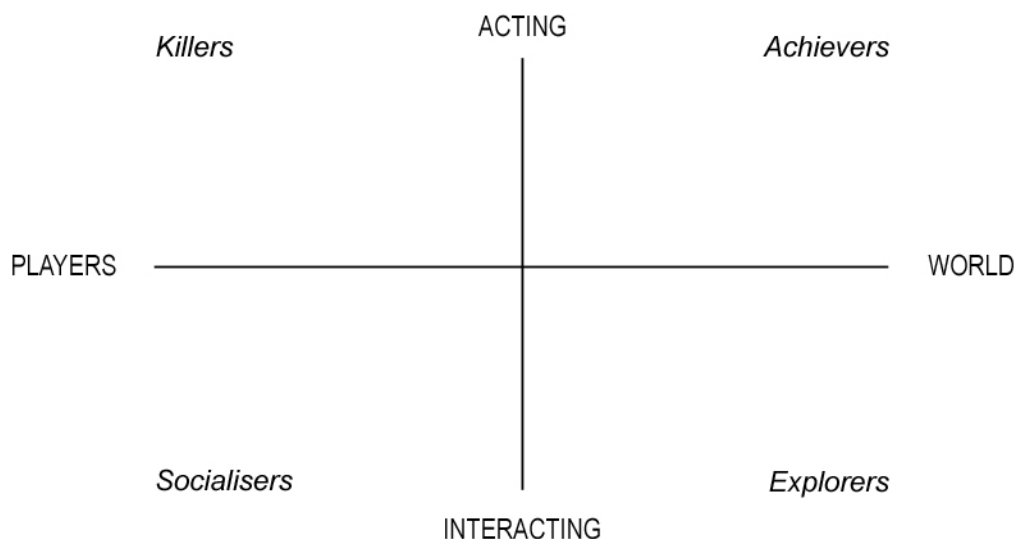 ACTING
Killers
Achievers
PLAYERS
WORLD
Socialisers
Explorers
INTERACTING